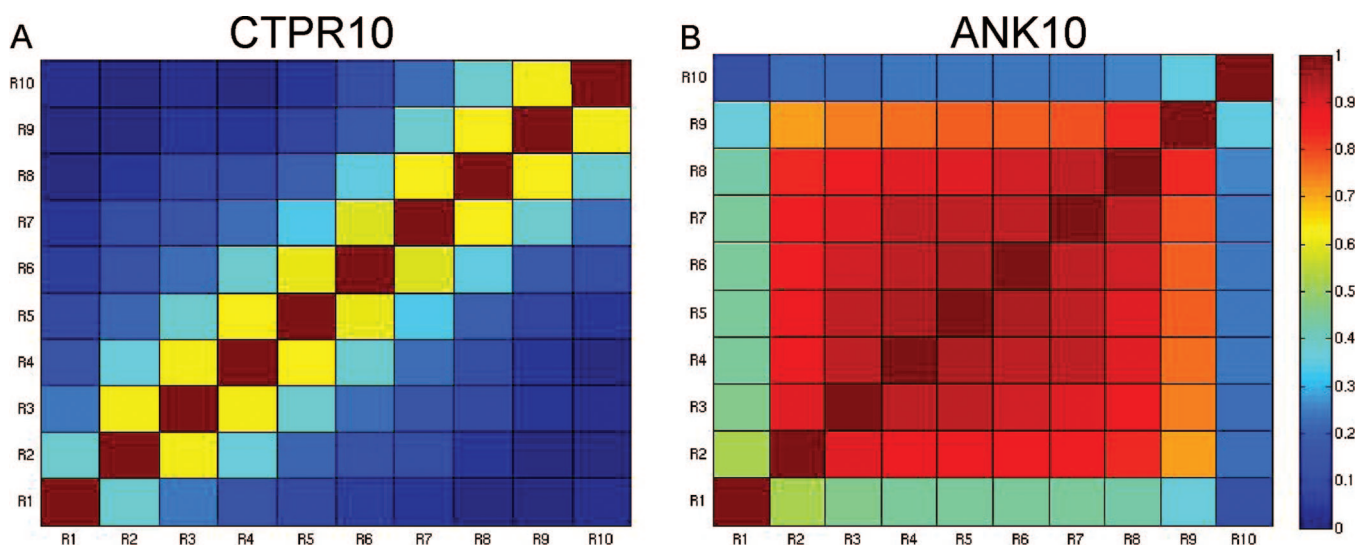 A CTPR10
R10
R9
R8
R7
R6
R5
R4
R3
R2
R1
R1 R2 R3 R4 R5 R6 R7 R8 R9 R10
B ANK10
R10
R9
R8
R7
R6
R5
R4
R3
R2
R1
R1 R2 R3 R4 R5 R6 R7 R8 R9 R10
1
0.9
0.8
0.7
0.6
0.5
0.4
0.3
0.2
0.1
0